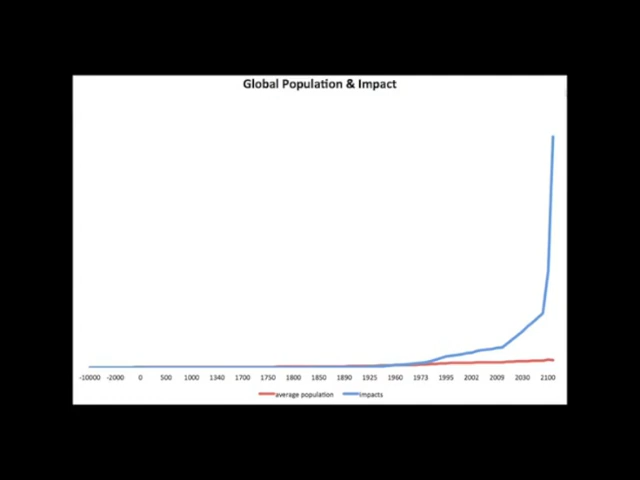 Global Population & Impact
-10000 -2000 0 500 1000 1340 1700 1750 1800 1850 1890 1925 1960 1973 1995 2002 2009 2030 2100
average population Impacts